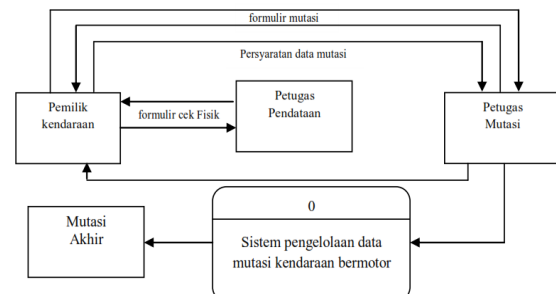 formulir mutasi
Persyaratan data mutasi
Pemilik
kendaraan
formulir cek Fisik
Petugas
Pendataan
Petugas
Mutasi
Mutasi
Akhir
0
Sistem pengelolaan data
mutasi kendaraan bermotor